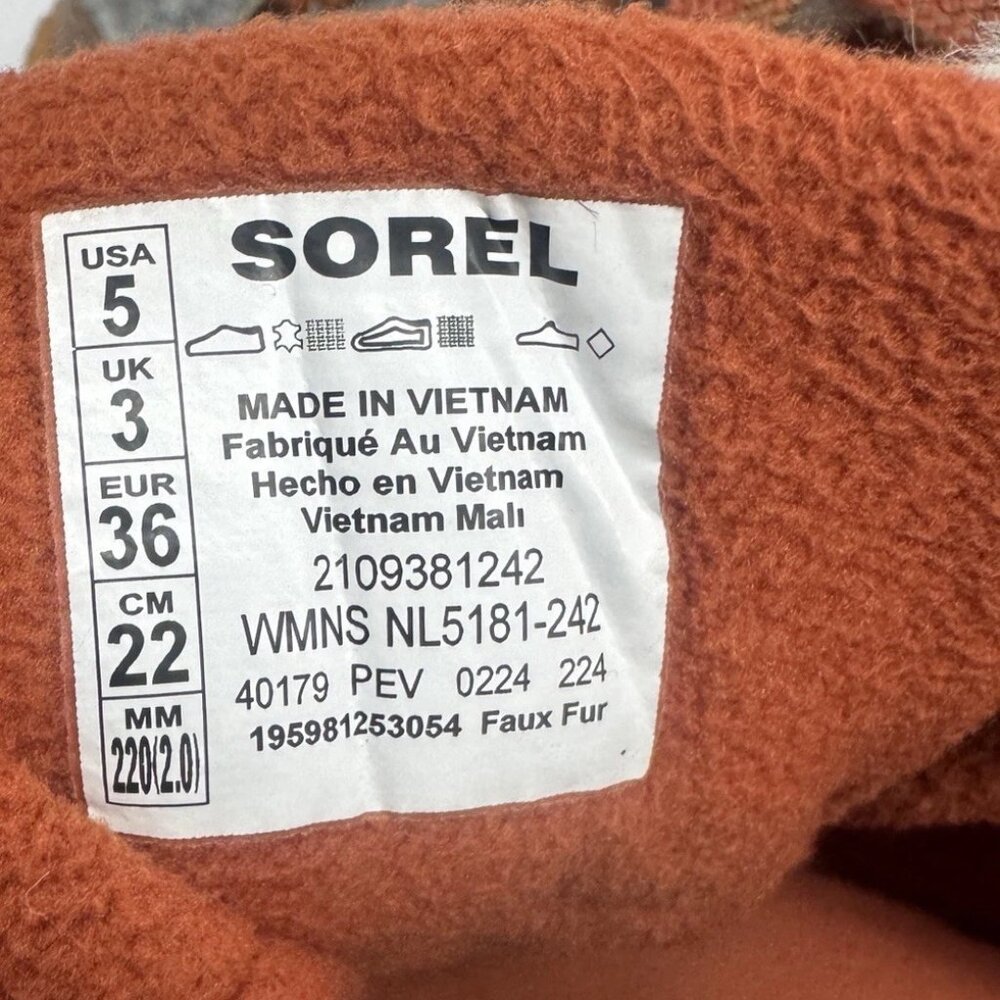 SOREL
USA
5
UK
3
EUR
36
CM
22
MM
220(2.0)
MADE IN VIETNAM
Fabriqué Au Vietnam
Hecho en Vietnam
Vietnam Malı
2109381242
WMNS NL5181-242
40179 PEV 0224 224
195981253054 Faux Fur